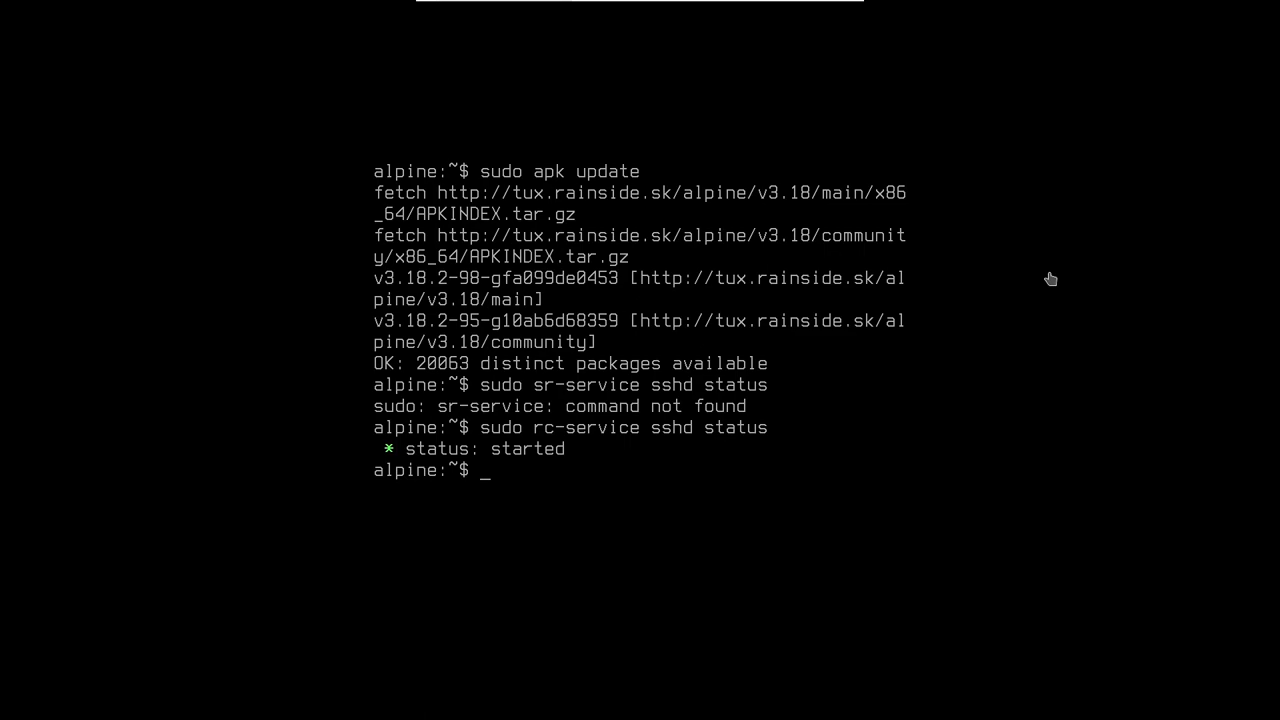 alpine:~$ sudo apk update
fetch http://tux.rainside.sk/alpine/v3.18/main/x86
_64/APKINDEX.tar.gz
fetch http://tux.rainside.sk/alpine/v3.18/communit
y/x86_64/APKINDEX.tar.gz
v3.18.2-98-gfa099de0453 [http://tux.rainside.sk/al
pine/v3.18/main]
v3.18.2-95-g10ab6d68359 [http://tux.rainside.sk/al
pine/v3.18/community]
OK: 20063 distinct packages available
alpine:~$ sudo sr-service sshd status
sudo: sr-service: command not found
alpine:~$ sudo rc-service sshd status
 * status: started
alpine:~$ _